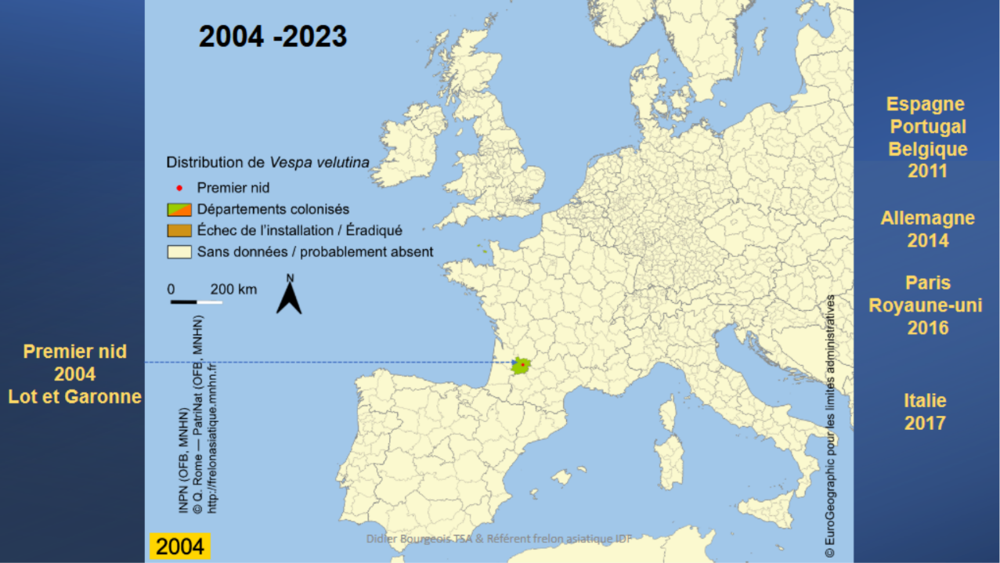 2004 -2023
Distribution de Vespa velutina
Premier nid
Départements colonisés
Échec de l'installation / Éradiqué
Sans données / probablement absent
0 200 km
N
INPN (OFB, MNHN)
© Q. Rome — PatriNat (OFB, MNHN)
http://frelonasiatique.mnhn.fr
Premier nid
2004
Lot et Garonne
Espagne
Portugal
Belgique
2011
Allemagne
2014
Paris
Royaune-uni
2016
Italie
2017
© EuroGeographic pour les limites administratives
2004
Didier Bourgeois TSA & Référent frelon asiatique IDF